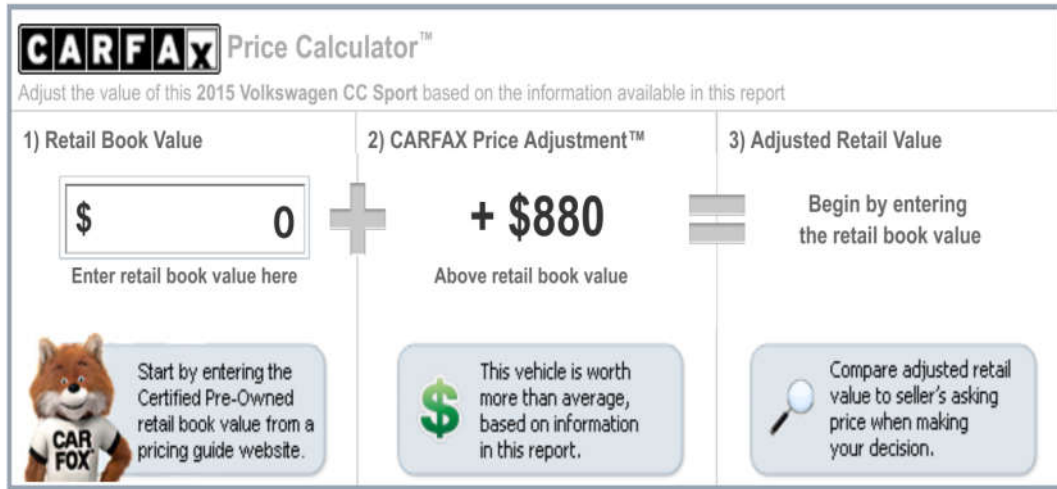 CARFAX Price Calculator™
Adjust the value of this 2015 Volkswagen CC Sport based on the information available in this report
1) Retail Book Value
$ 0
Enter retail book value here
Start by entering the
Certified Pre-Owned
retail book value from a
pricing guide website.
CAR
FOX
2) CARFAX Price Adjustment™
+ $880
Above retail book value
$
This vehicle is worth
more than average,
based on information
in this report.
3) Adjusted Retail Value
Begin by entering
the retail book value
Compare adjusted retail
value to seller's asking
price when making
your decision.